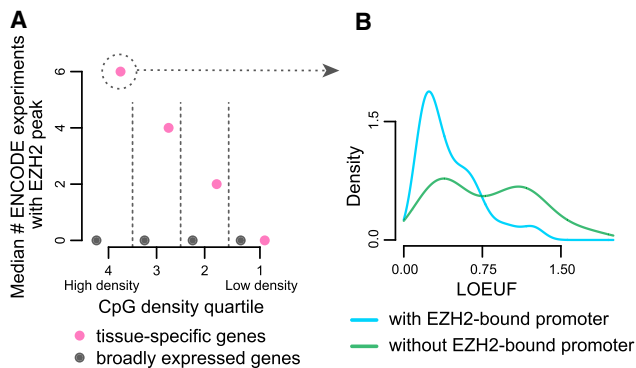 A
Median # ENCODE experiments
with EZH2 peak
6
4
2
0
4
3
2
1
High density
Low density
CpG density quartile
tissue-specific genes
broadly expressed genes
B
Density
1.5
0.0
0.00
0.75
1.50
LOEUF
with EZH2-bound promoter
without EZH2-bound promoter